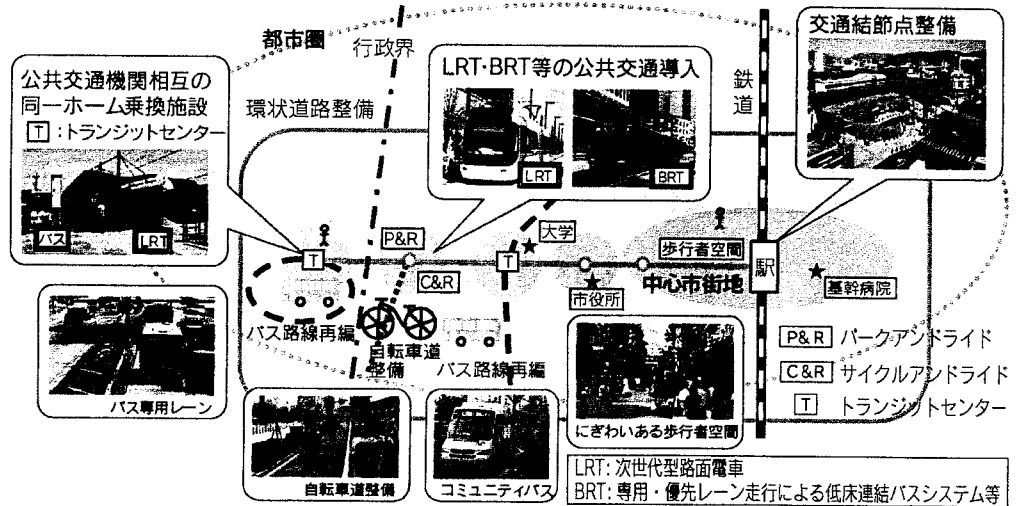 都市圏
行政界
公共交通機関相互の
同一ホーム乗換施設
T:トランジットセンター
バス
LRT
環状道路整備
LRT·BRT等の公共交通導入
LRT
BRT
鉄道
交通結節点整備
P&R
C&R
T
T
大学
市役所
歩行者空間
中心市街地
駅
基幹病院
バス路線再編
自転車道
整備
バス路線再編
バス専用レーン
自転車道整備
コミュニティバス
にぎわいある歩行者空間
P&R パークアンドライド
C&R サイクルアンドライド
T トランジットセンター
LRT:次世代型路面電車
BRT:専用・優先レーン走行による低床連結バスシステム等